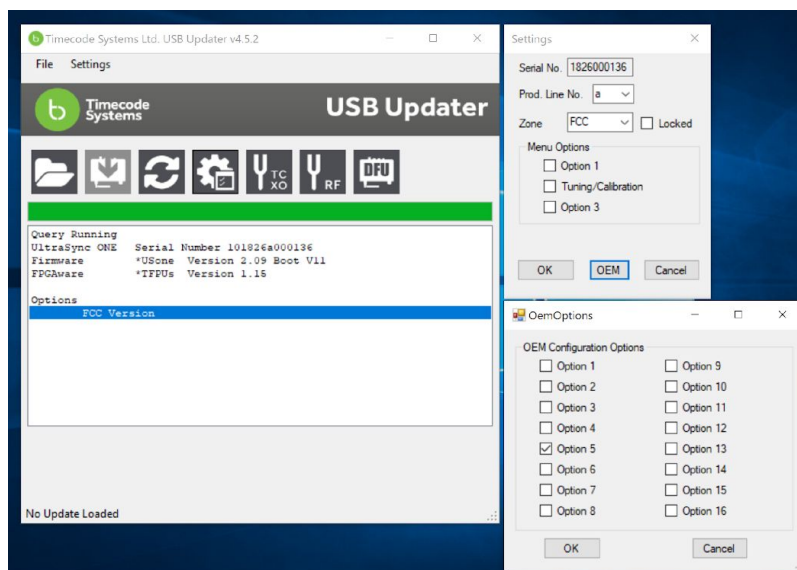 Timecode Systems Ltd. USB Updater v4.5.2
File Settings
b Timecode Systems
USB Updater
TCXO
RF
DFU
Query Running
UltraSync ONE Serial Number 101826a000136
Firmware *USone Version 2.09 Boot V11
FPGAware *TFPUs Version 1.15
Options
FCC Version
No Update Loaded
Settings
Serial No. 1826000136
Prod. Line No. a
Zone FCC Locked
Menu Options
Option 1
Tuning/Calibration
Option 3
OK OEM Cancel
OemOptions
OEM Configuration Options
Option 1 Option 9
Option 2 Option 10
Option 3 Option 11
Option 4 Option 12
Option 5 Option 13
Option 6 Option 14
Option 7 Option 15
Option 8 Option 16
OK Cancel